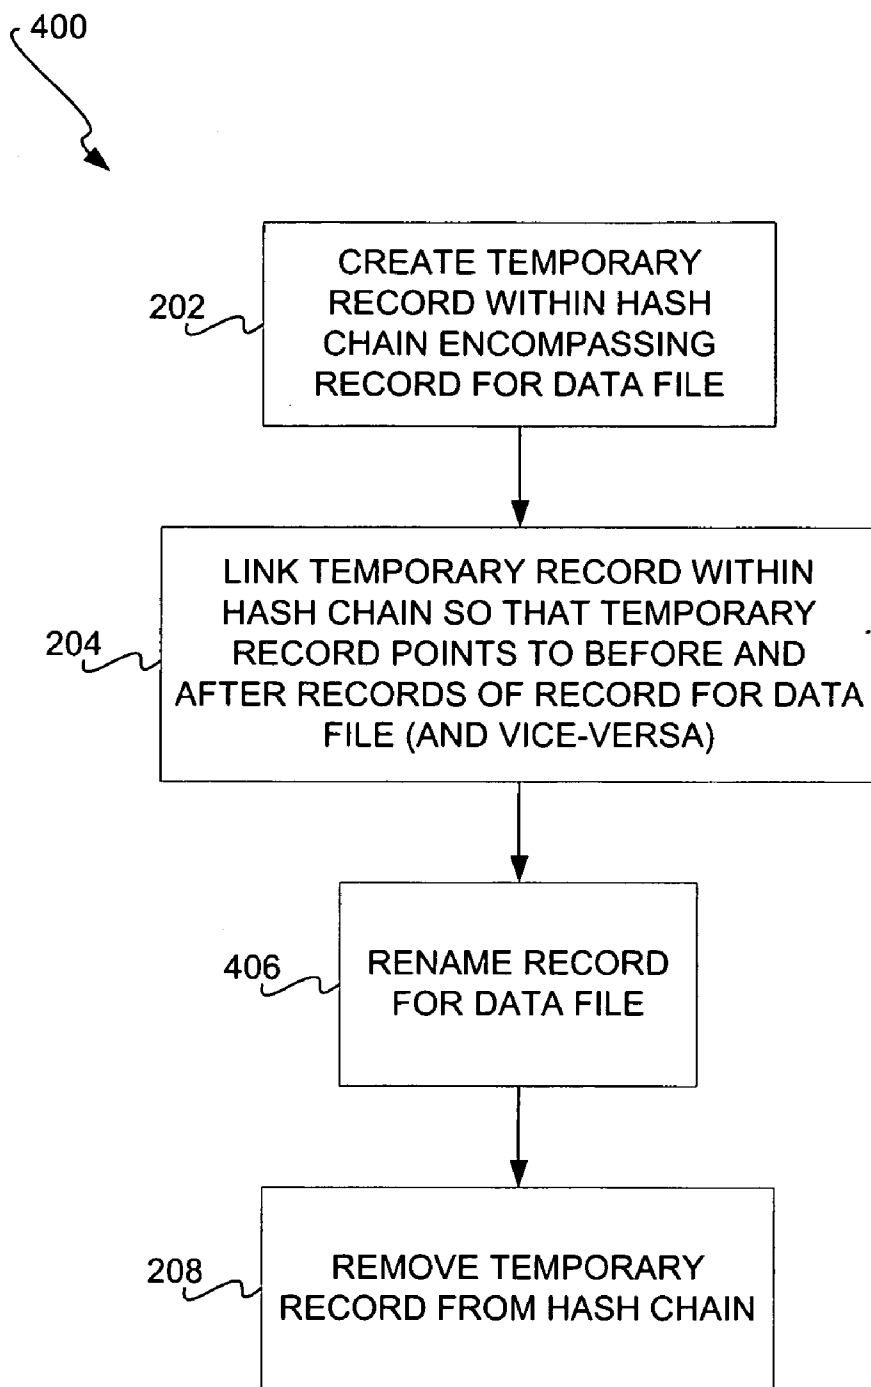 400
CREATE TEMPORARY
RECORD WITHIN HASH
CHAIN ENCOMPASSING
RECORD FOR DATA FILE
202
LINK TEMPORARY RECORD WITHIN
HASH CHAIN SO THAT TEMPORARY
RECORD POINTS TO BEFORE AND
AFTER RECORDS OF RECORD FOR DATA
FILE (AND VICE-VERSA)
204
RENAME RECORD
FOR DATA FILE
406
REMOVE TEMPORARY
RECORD FROM HASH CHAIN
208